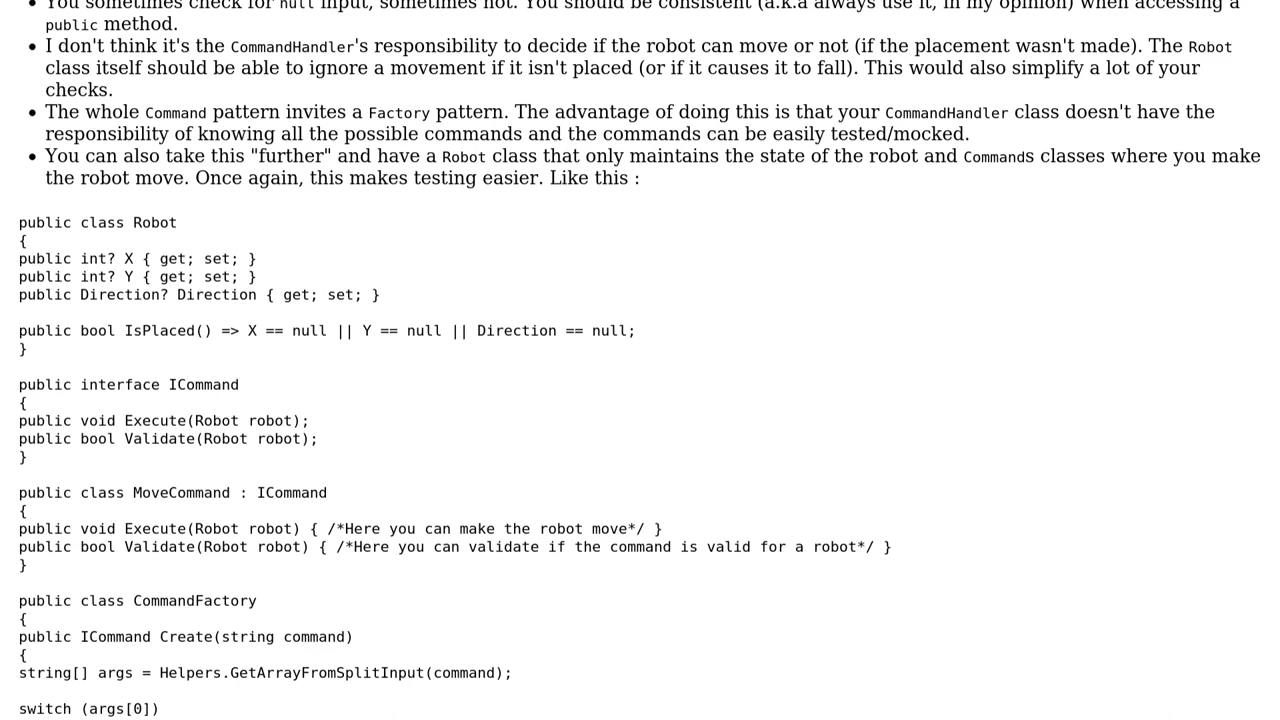 You sometimes check for null input, sometimes not. You should be consistent (a.k.a always use it, in my opinion) when accessing a
public method.
• I don't think it's the CommandHandler's responsibility to decide if the robot can move or not (if the placement wasn't made). The Robot
class itself should be able to ignore a movement if it isn't placed (or if it causes it to fall). This would also simplify a lot of your
checks.
• The whole Command pattern invites a Factory pattern. The advantage of doing this is that your CommandHandler class doesn't have the
responsibility of knowing all the possible commands and the commands can be easily tested/mocked.
• You can also take this "further" and have a Robot class that only maintains the state of the robot and Commands classes where you make
the robot move. Once again, this makes testing easier. Like this :
public class Robot
{
public int? X { get; set; }
public int? Y { get; set; }
public Direction? Direction { get; set; }
public bool IsPlaced() => X == null || Y == null || Direction == null;
}
public interface ICommand
{
public void Execute(Robot robot);
public bool Validate(Robot robot);
}
public class MoveCommand : ICommand
{
public void Execute(Robot robot) { /*Here you can make the robot move*/ }
public bool Validate(Robot robot) { /*Here you can validate if the command is valid for a robot*/ }
}
public class CommandFactory
{
public ICommand Create(string command)
{
string[] args = Helpers.GetArrayFromSplitInput(command);
switch (args[0])